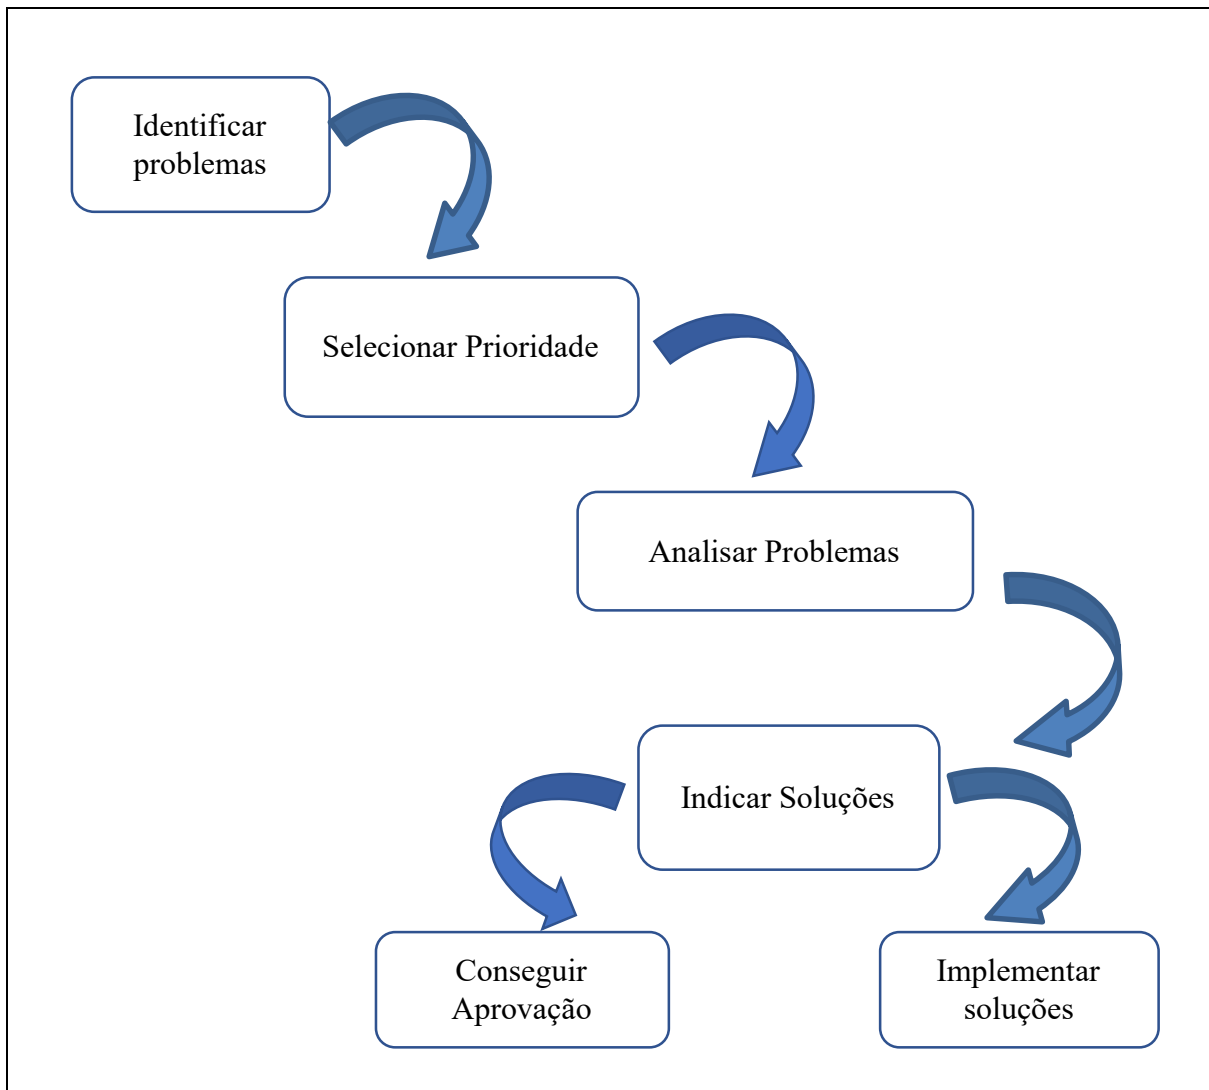 Identificar
problemas
Selecionar Prioridade
Analisar Problemas
Indicar Soluções
Conseguir
Aprovação
Implementar
soluções